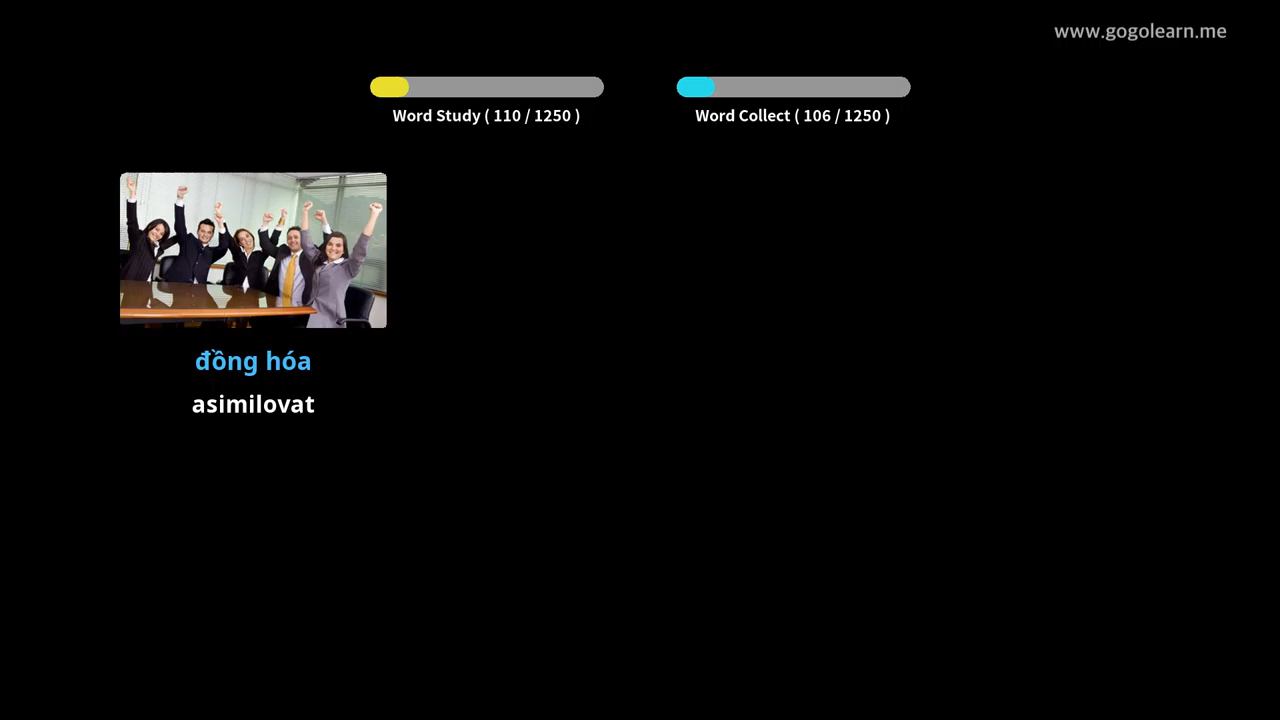 www.gogolearn.me
Word Study ( 110 / 1250 )
Word Collect ( 106 / 1250 )
đồng hóa
asimilovat